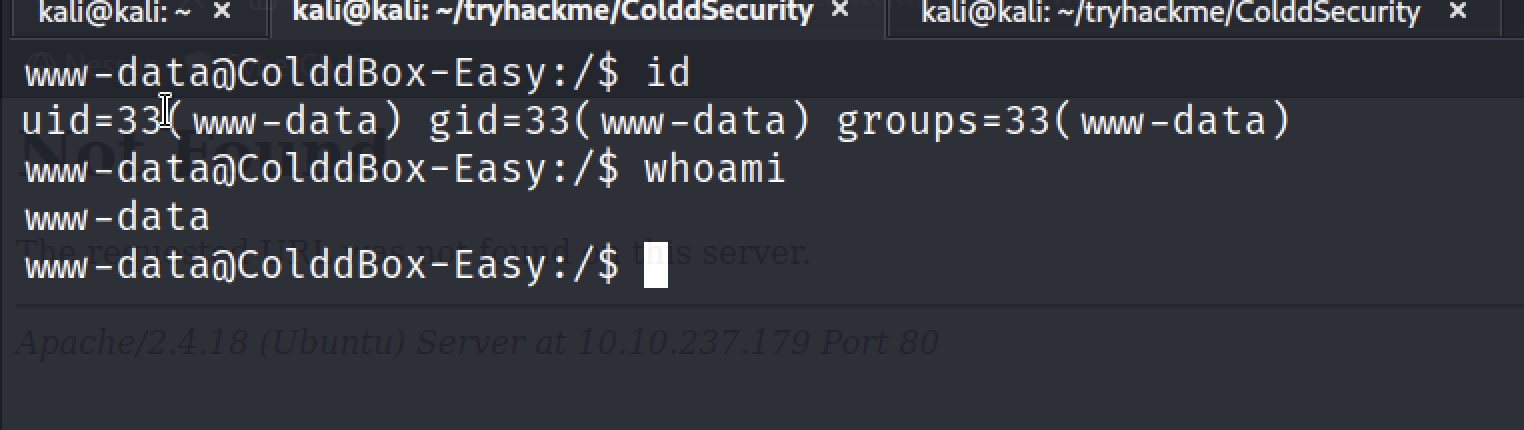 kali@kali: ~ × kali@kali: ~/tryhackme/ColddSecurity × kali@kali: ~/tryhackme/ColddSecurity ×
www-data@ColddBox-Easy:/$ id
uid=33(www-data) gid=33(www-data) groups=33(www-data)
Not Found
www-data@ColddBox-Easy:/$ whoami
www-data
The requested URL was not found on this server.
www-data@ColddBox-Easy:/$
Apache/2.4.18 (Ubuntu) Server at 10.10.237.179 Port 80